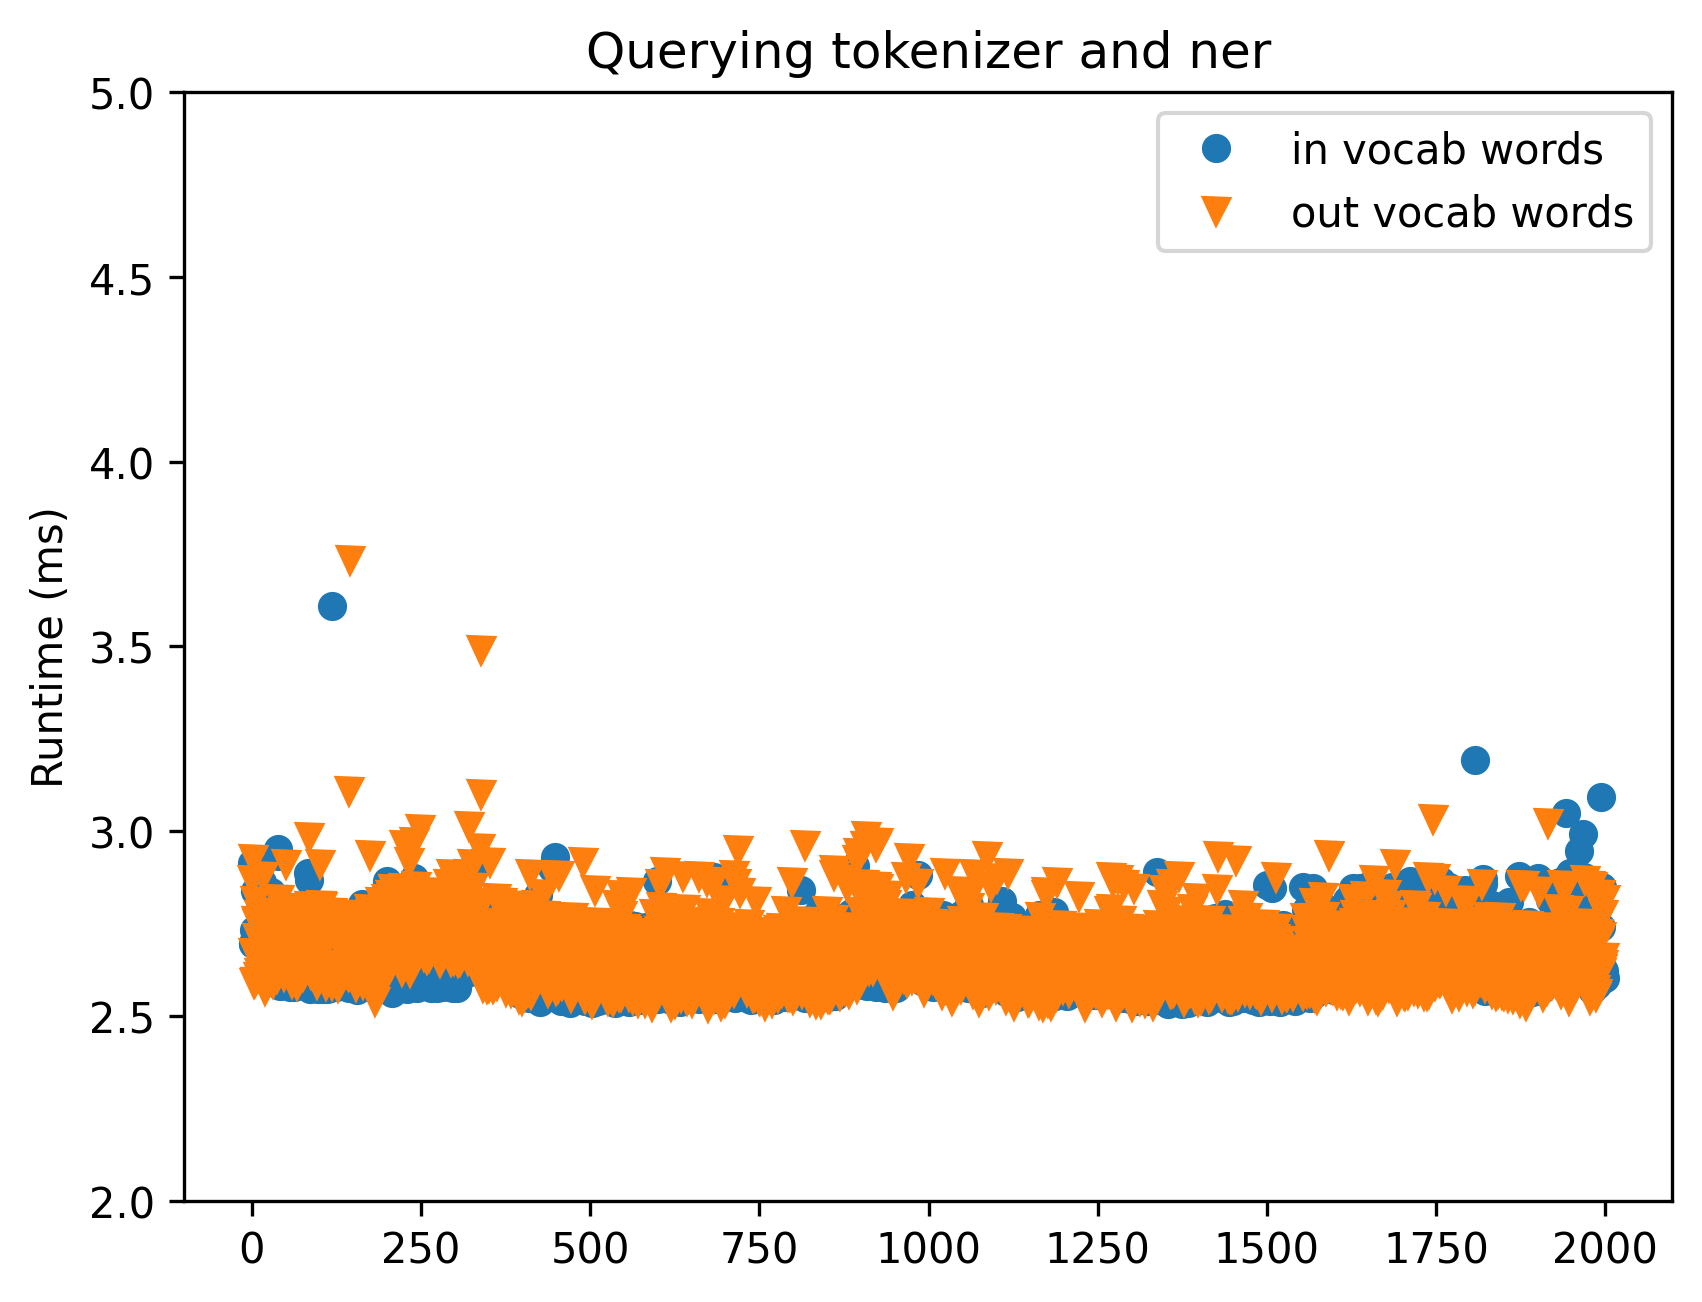 Querying tokenizer and ner
5.0
in vocab words
out vocab words
4.5
4.0
3.5
3.0
2.5
2.0
Runtime (ms)
0 250 500 750 1000 1250 1500 1750 2000